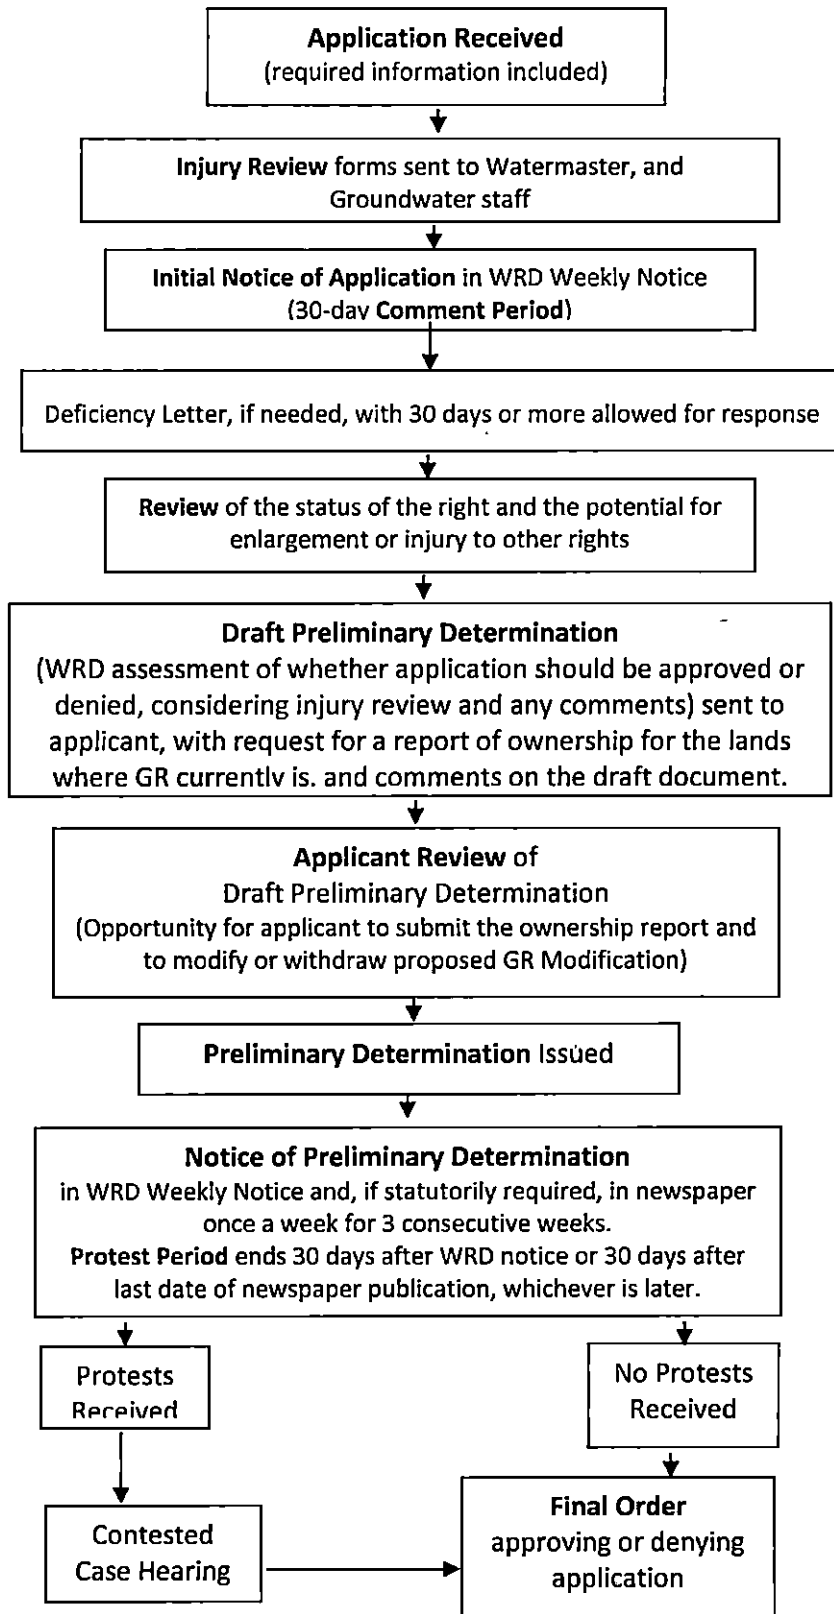 Application Received
(required information included)
Injury Review forms sent to Watermaster, and
Groundwater staff
Initial Notice of Application in WRD Weekly Notice
(30-day Comment Period)
Deficiency Letter, if needed, with 30 days or more allowed for response
Review of the status of the right and the potential for
enlargement or injury to other rights
Draft Preliminary Determination
(WRD assessment of whether application should be approved or
denied, considering injury review and any comments) sent to
applicant, with request for a report of ownership for the lands
where GR currently is. and comments on the draft document.
Applicant Review of
Draft Preliminary Determination
(Opportunity for applicant to submit the ownership report and
to modify or withdraw proposed GR Modification)
Preliminary Determination Issued
Notice of Preliminary Determination
in WRD Weekly Notice and, if statutorily required, in newspaper
once a week for 3 consecutive weeks.
Protest Period ends 30 days after WRD notice or 30 days after
last date of newspaper publication, whichever is later.
Protests
Received
No Protests
Received
Contested
Case Hearing
Final Order
approving or denying
application